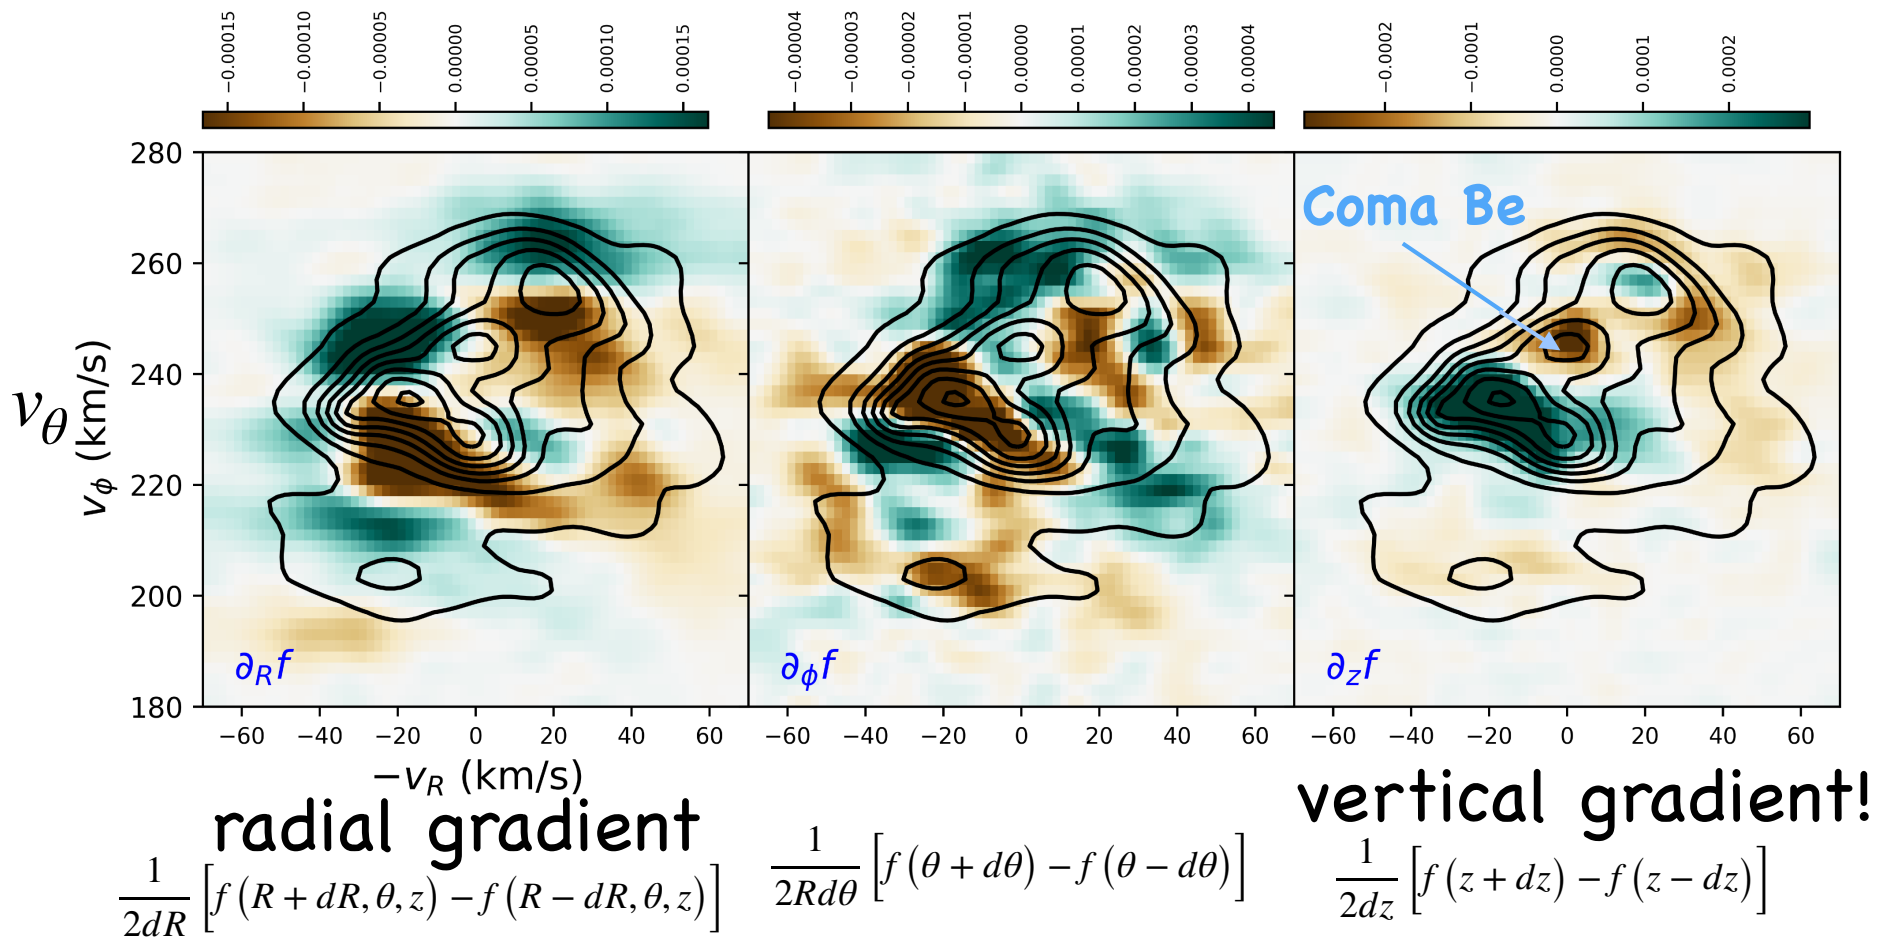 −0.00015 −0.00010 −0.00005 0.00000 0.00005 0.00010 0.00015
−0.00004 −0.00003 −0.00002 −0.00001 0.00000 0.00001 0.00002 0.00003 0.00004
−0.00002 −0.00001 0.0000 0.00001 0.00002
280
260
240
220
200
180
v_θ
v_ϕ (km/s)
Coma Be
∂_R f
∂_ϕ f
∂_z f
−60 −40 −20 0 20 40 60
−60 −40 −20 0 20 40 60
−60 −40 −20 0 20 40 60
−v_R (km/s)
radial gradient
vertical gradient!
1/2dR [f (R + dR, θ, z) − f (R − dR, θ, z)]
1/2Rdθ [f (θ + dθ) − f (θ − dθ)]
1/2dz [f (z + dz) − f (z − dz)]